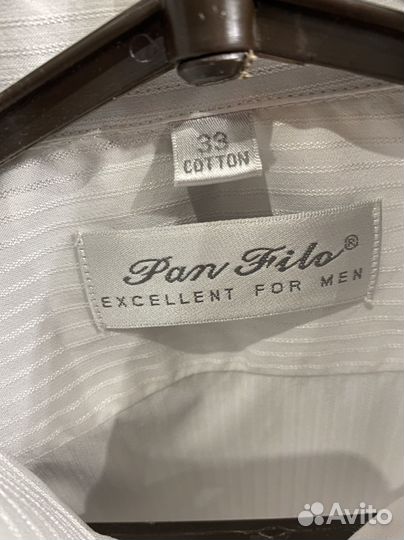 33
COTTON
Pan Filo®
EXCELLENT FOR MEN
Avito